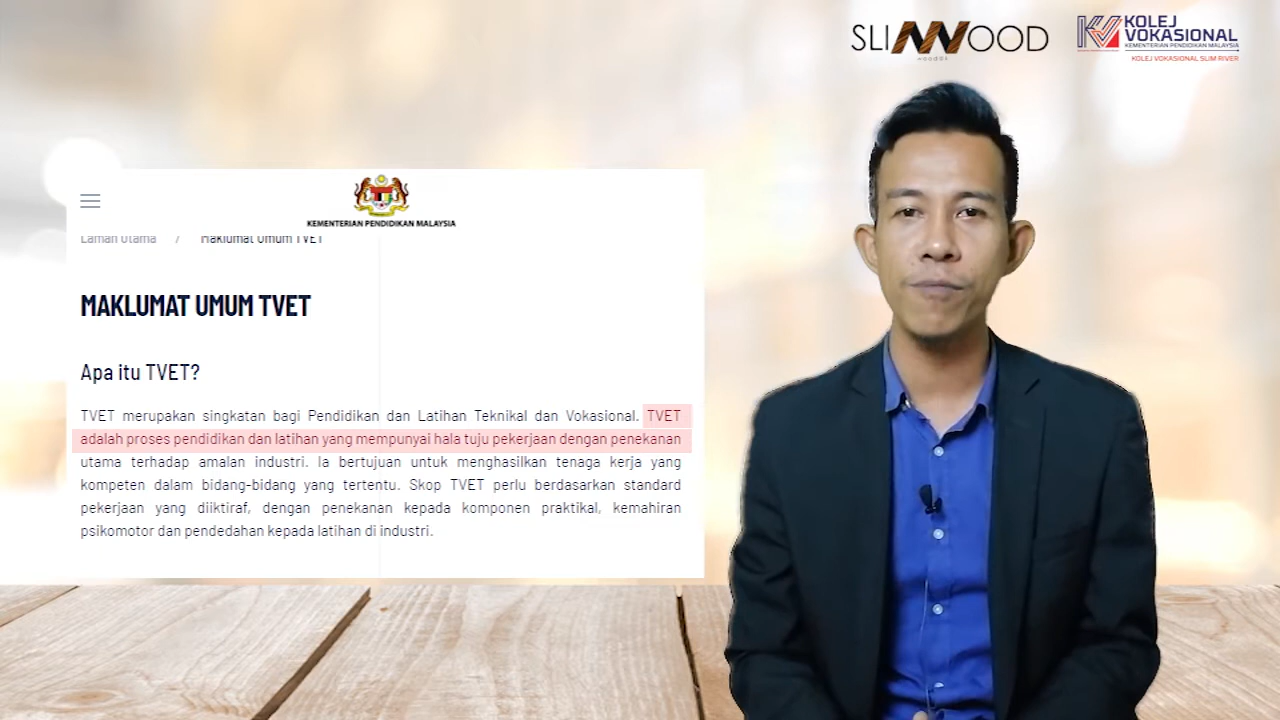 SLIMWOOD
KOLEJ
VOKASIONAL
KEMENTERIAN PENDIDIKAN MALAYSIA
KOLEJ VOKASIONAL SLIM RIVER
KEMENTERIAN PENDIDIKAN MALAYSIA
Laman Utama / Maklumat Umum TVET
MAKLUMAT UMUM TVET
Apa itu TVET?
TVET merupakan singkatan bagi Pendidikan dan Latihan Teknikal dan Vokasional. TVET
adalah proses pendidikan dan latihan yang mempunyai hala tuju pekerjaan dengan penekanan
utama terhadap amalan industri. Ia bertujuan untuk menghasilkan tenaga kerja yang
kompeten dalam bidang-bidang yang tertentu. Skop TVET perlu berdasarkan standard
pekerjaan yang diiktiraf, dengan penekanan kepada komponen praktikal, kemahiran
psikomotor dan pendedahan kepada latihan di industri.